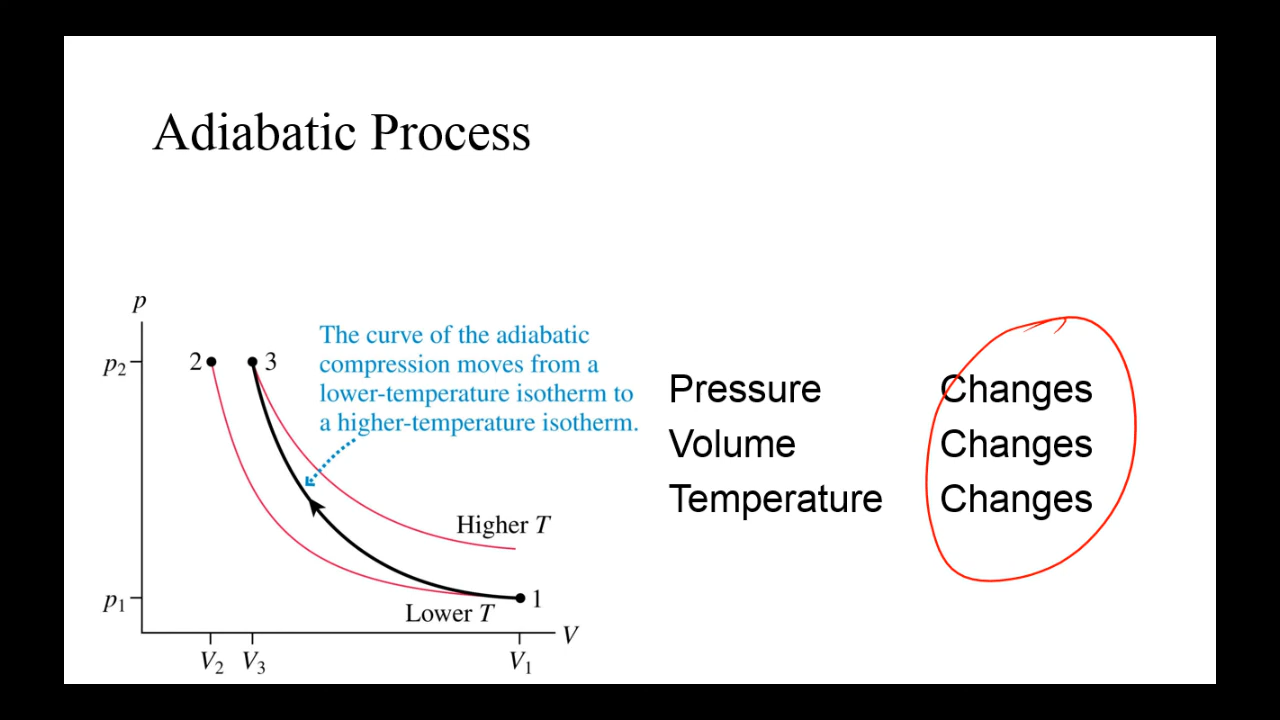 Adiabatic Process
p
The curve of the adiabatic
compression moves from a
lower-temperature isotherm to
a higher-temperature isotherm.
p₂
2
3
Higher T
p₁
Lower T
1
V
V₂
V₃
V₁
Pressure Changes
Volume Changes
Temperature Changes